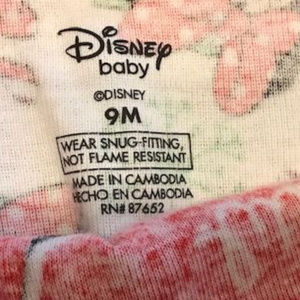 Disney
baby
©DISNEY
9M
WEAR SNUG-FITTING,
NOT FLAME RESISTANT
MADE IN CAMBODIA
HECHO EN CAMBODIA
RN# 87652